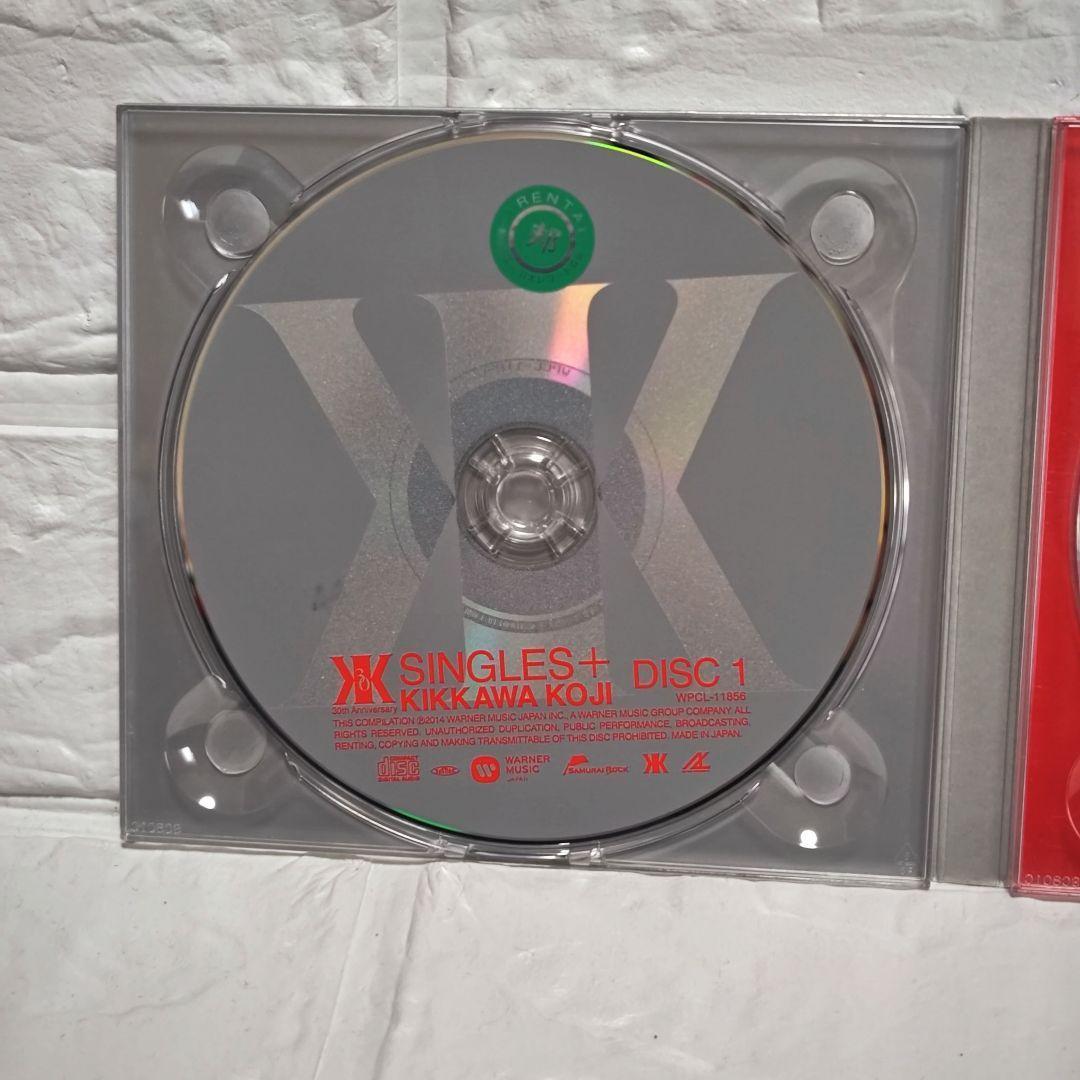 RENTAL
SINGLES+ DISC 1
30th Anniversary KIKKAWA KOJI WPCL-11856
THIS COMPILATION ℗2014 WARNER MUSIC JAPAN INC., A WARNER MUSIC GROUP COMPANY. ALL
RIGHTS RESERVED. UNAUTHORIZED DUPLICATION, PUBLIC PERFORMANCE, BROADCASTING,
RENTING, COPYING AND MAKING TRANSMITTABLE OF THIS DISC PROHIBITED. MADE IN JAPAN.
COMPACT disc DIGITAL AUDIO WARNER MUSIC JAPAN SAMURAI ROCK